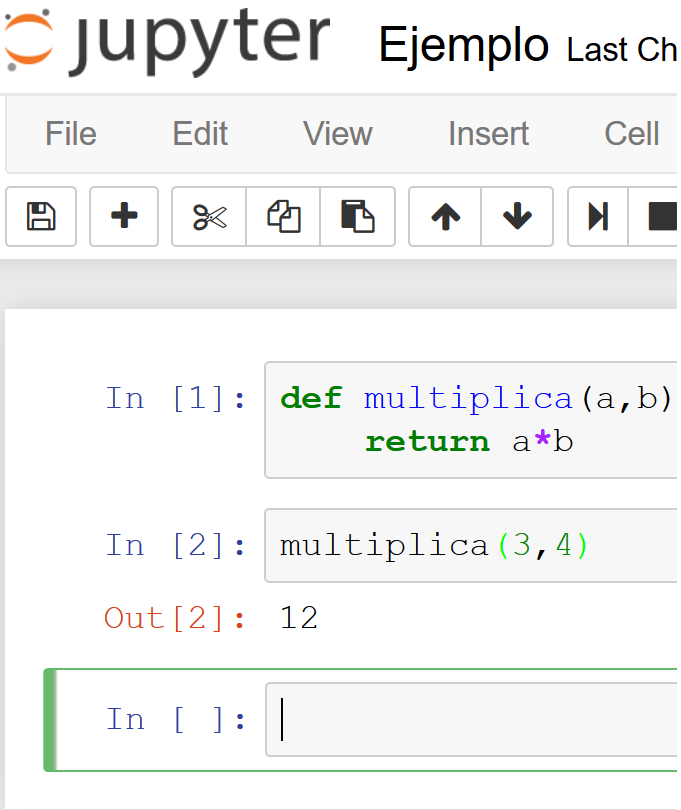 jupyter Ejemplo Last Ch
File Edit View Insert Cell
In [1]: def multiplica(a,b)
return a*b
In [2]: multiplica(3,4)
Out[2]: 12
In [ ]: